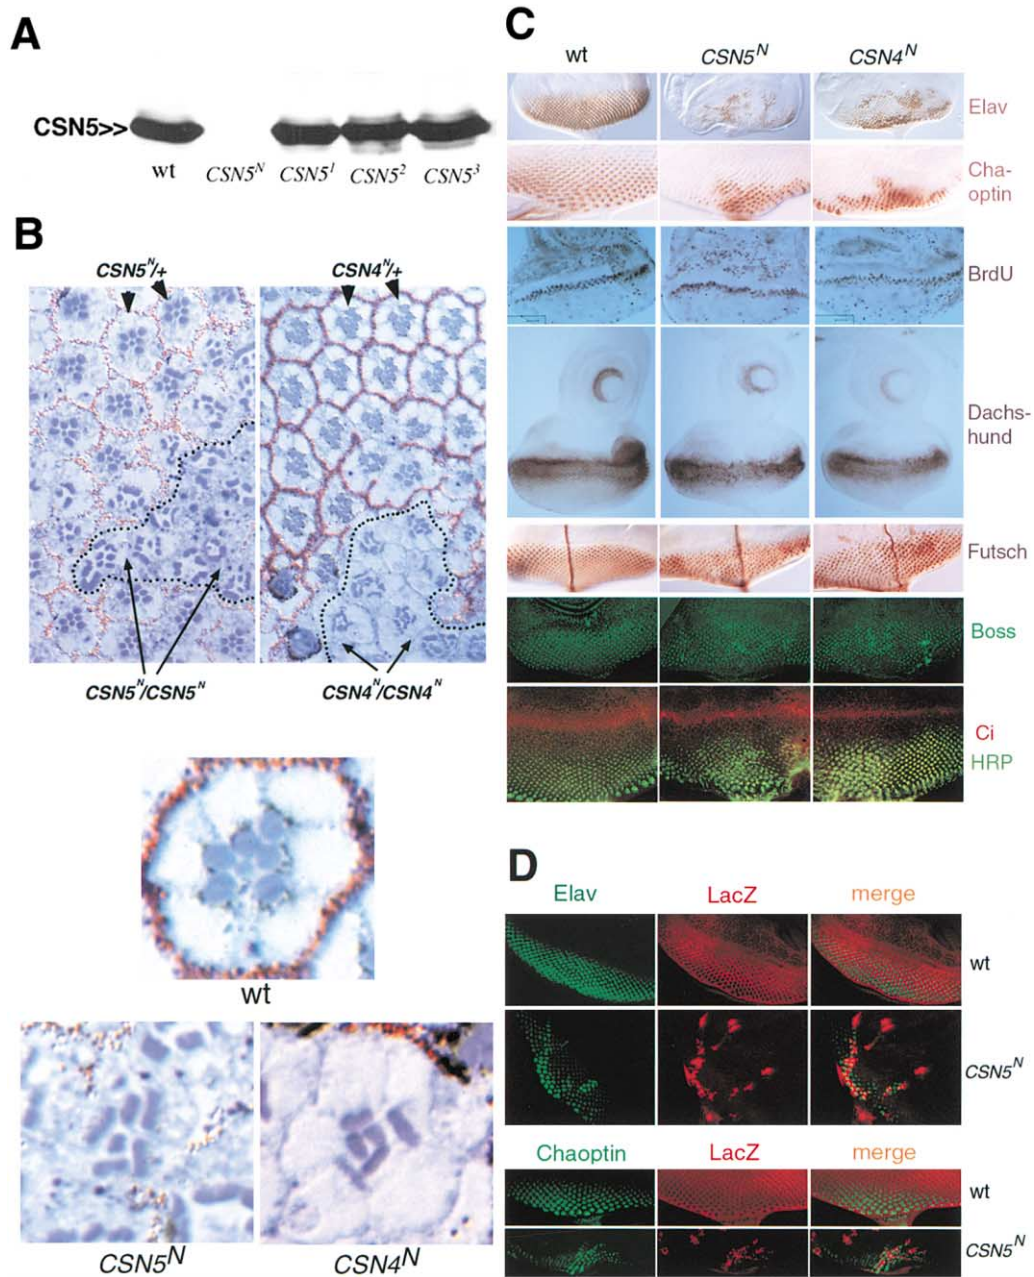 A
CSN5>>
wt CSN5^N CSN5^1 CSN5^2 CSN5^3
B
CSN5^N/+ CSN4^N/+
CSN5^N/CSN5^N CSN4^N/CSN4^N
wt
CSN5^N CSN4^N
C
wt CSN5^N CSN4^N
Elav
Cha-
optin
BrdU
Dachs-
hund
Futsch
Boss
Ci
HRP
D
Elav LacZ merge
wt
CSN5^N
Chaoptin LacZ merge
wt
CSN5^N